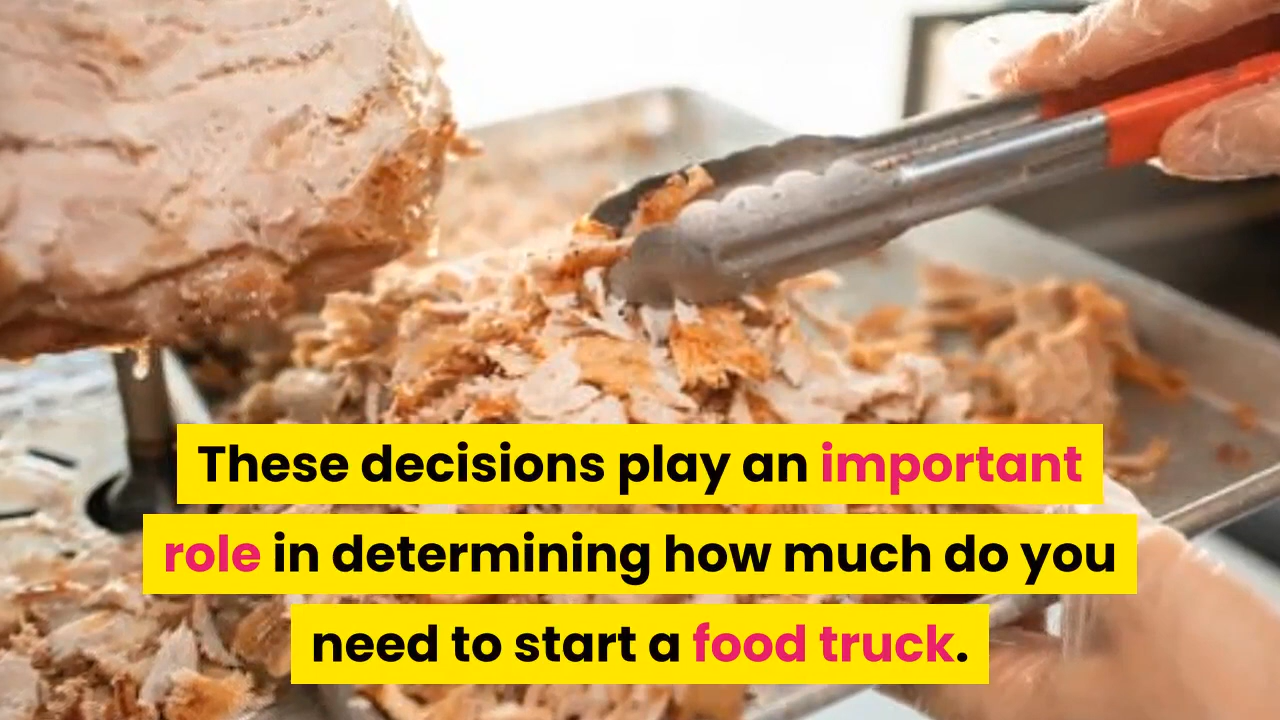 These decisions play an important
role in determining how much do you
need to start a food truck.